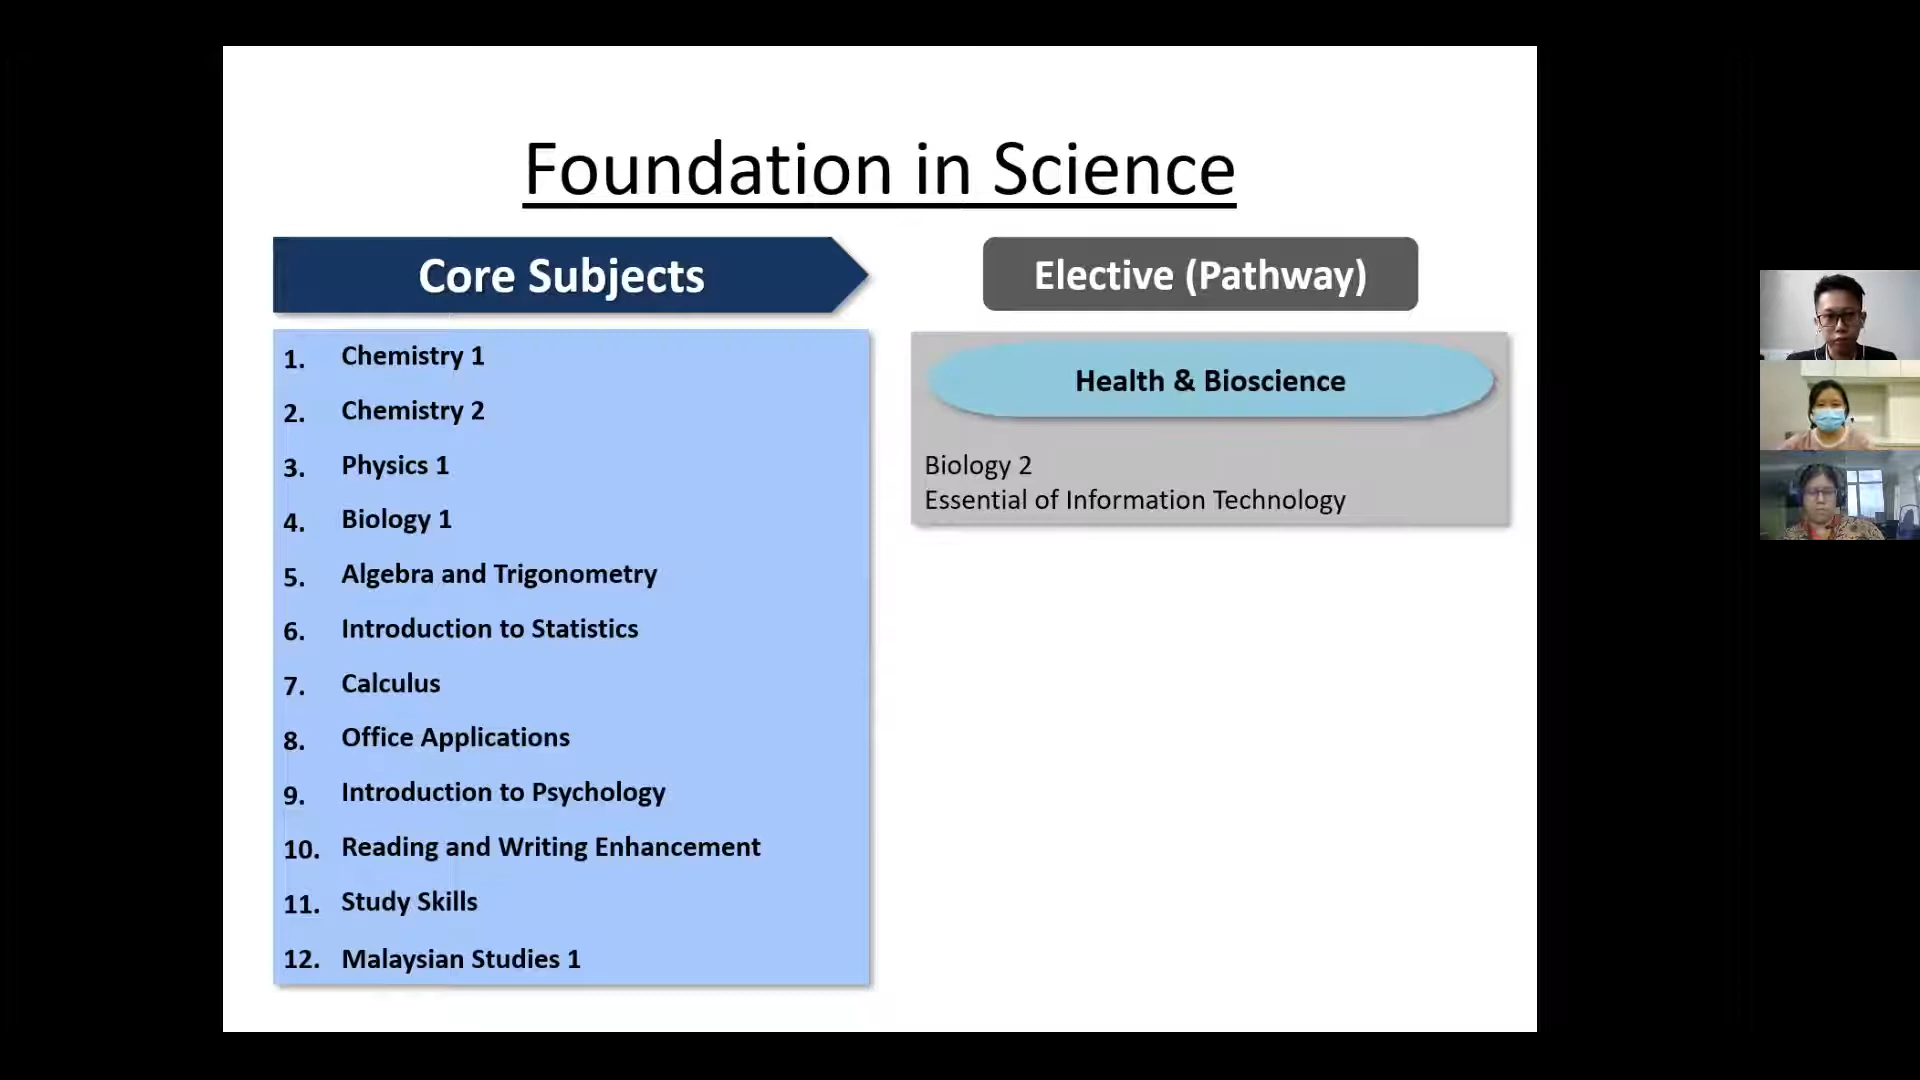 Foundation in Science
Core Subjects
1. Chemistry 1
2. Chemistry 2
3. Physics 1
4. Biology 1
5. Algebra and Trigonometry
6. Introduction to Statistics
7. Calculus
8. Office Applications
9. Introduction to Psychology
10. Reading and Writing Enhancement
11. Study Skills
12. Malaysian Studies 1
Elective (Pathway)
Health & Bioscience
Biology 2
Essential of Information Technology